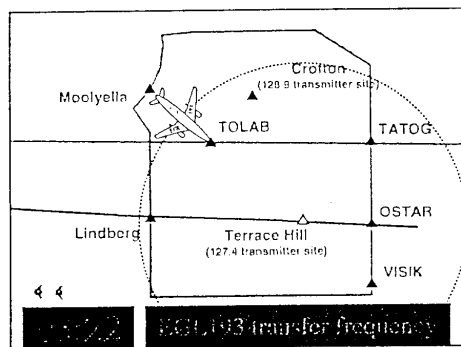 Crofton
(128.9 transmitter site)
Moolyella
TOLAB
TATOG
OSTAR
Lindberg
Terrace Hill
(127.4 transmitter site)
VISIK
EGL193 transfer frequency